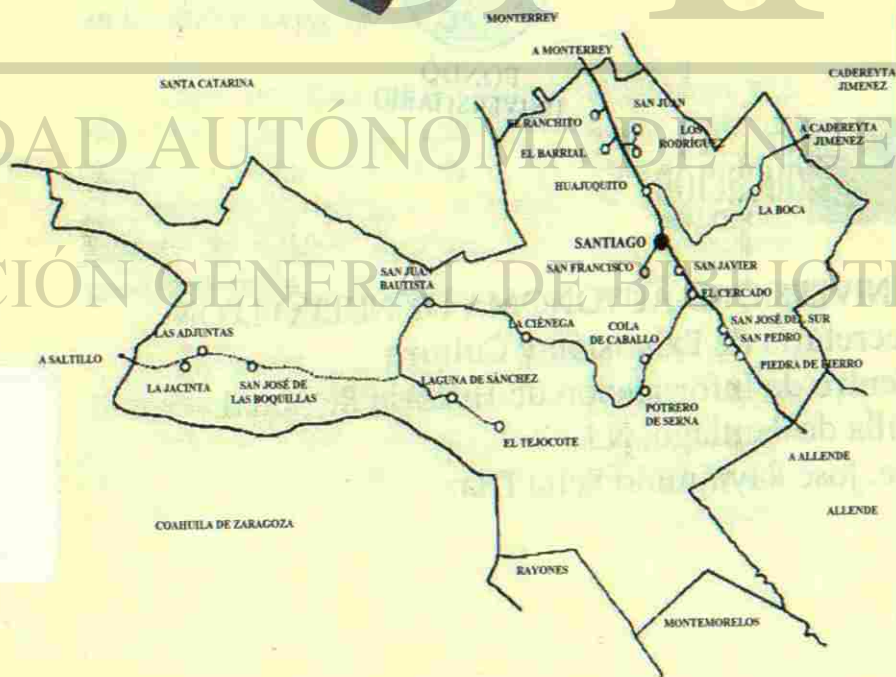 MONTERREY
A MONTERREY
SANTA CATARINA
CADEREYTA
JIMENEZ
SAN JUAN
EL RANCHITO
LOS
RODRÍGUEZ
A CADEREYTA
JIMENEZ
EL BARRIAL
DAD AUTÓNOMA DE NUE
HUAJUQUITO
LA BOCA
SANTIAGO
SAN FRANCISCO
SAN JAVIER
SAN JUAN
BAUTISTA
CIÓN GENERAL DE BIBLIOTE
EL CERCADO
LA CIÉNEGA
COLA
DE CABALLO
SAN JOSÉ DEL SUR
SAN PEDRO
LAS ADJUNTAS
A SALTILLO
PIEDRA DE FIERRO
LA JACINTA
SAN JOSÉ DE
LAS BOQUILLAS
LAGUNA DE SÁNCHEZ
POTRERO
DE SERNA
EL TEJOCOTE
A ALLENDE
ALLENDE
COAHUILA DE ZARAGOZA
RAYONES
MONTEMORELOS